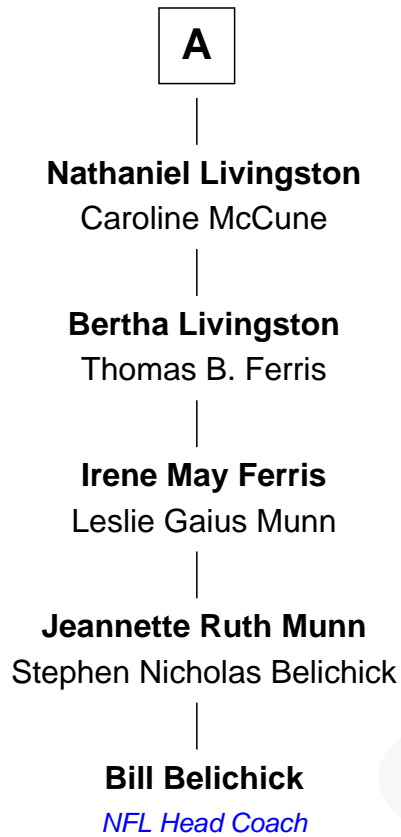 A
Nathaniel Livingston
Caroline McCune
Bertha Livingston
Thomas B. Ferris
Irene May Ferris
Leslie Gaius Munn
Jeannette Ruth Munn
Stephen Nicholas Belichick
Bill Belichick
NFL Head Coach